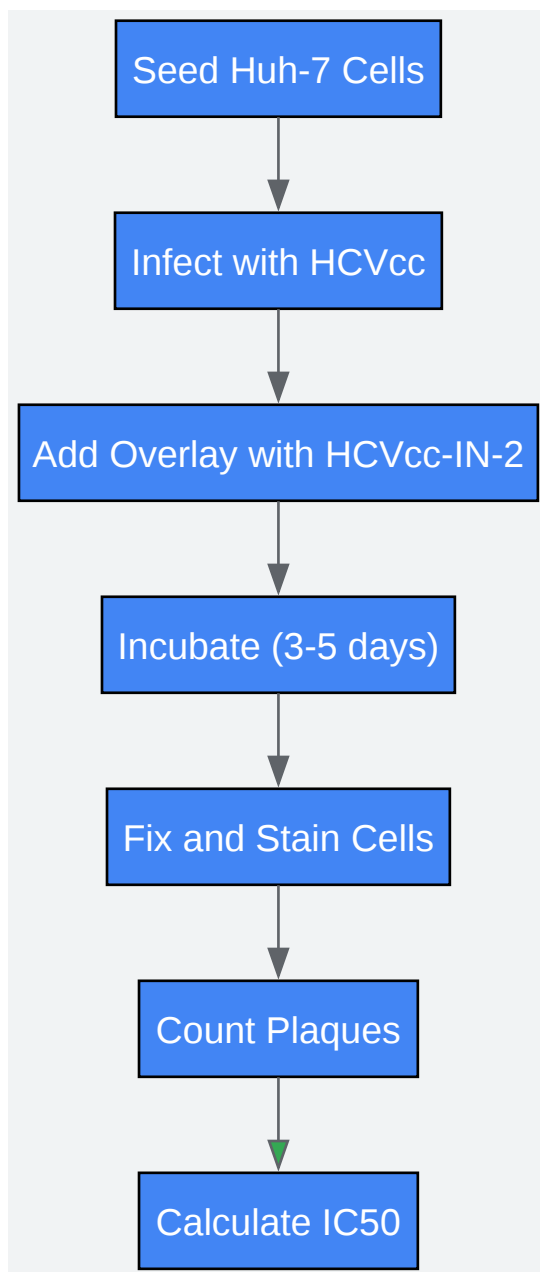 Seed Huh-7 Cells
Infect with HCVcc
Add Overlay with HCVcc-IN-2
Incubate (3-5 days)
Fix and Stain Cells
Count Plaques
Calculate IC50